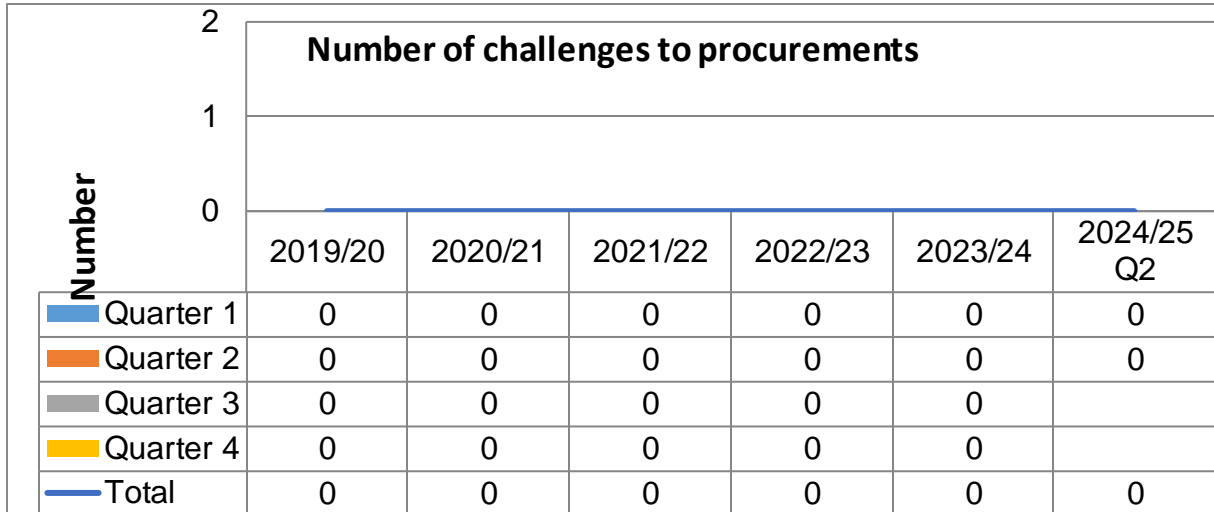 Number of challenges to procurements
2
1
0
Number
2019/20 2020/21 2021/22 2022/23 2023/24 2024/25 Q2
Quarter 1 0 0 0 0 0 0
Quarter 2 0 0 0 0 0 0
Quarter 3 0 0 0 0 0
Quarter 4 0 0 0 0 0
Total 0 0 0 0 0 0